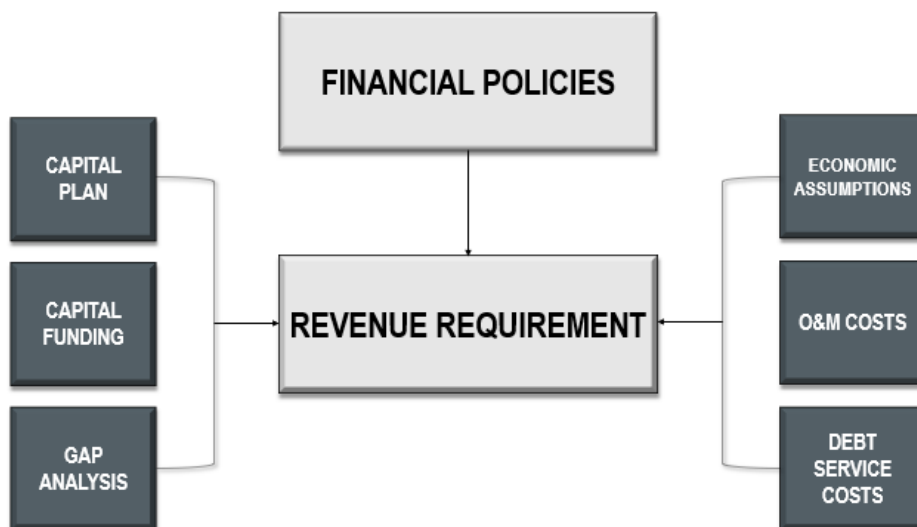 FINANCIAL POLICIES
CAPITAL
PLAN
ECONOMIC
ASSUMPTIONS
CAPITAL
FUNDING
REVENUE REQUIREMENT
O&M COSTS
GAP
ANALYSIS
DEBT
SERVICE
COSTS